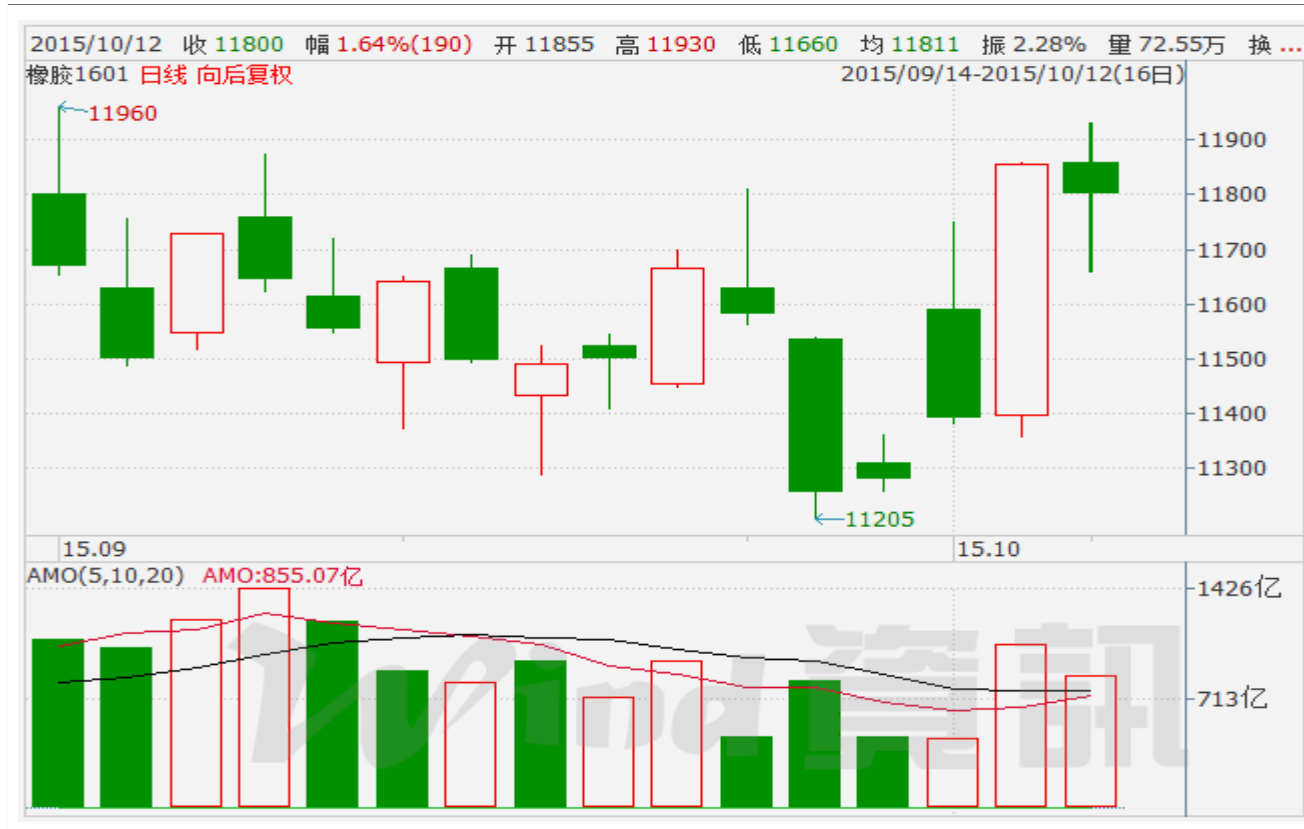 2015/10/12 收 11800 幅 1.64%(190) 开 11855 高 11930 低 11660 均 11811 振 2.28% 量 72.55万 换 ...
橡胶1601 日线 向后复权 2015/09/14-2015/10/12(16日)
11960
11900
11800
11700
11600
11500
11400
11300
11205
15.09 15.10
AMO(5,10,20) AMO:855.07亿
1426亿
713亿
Wind 資訊